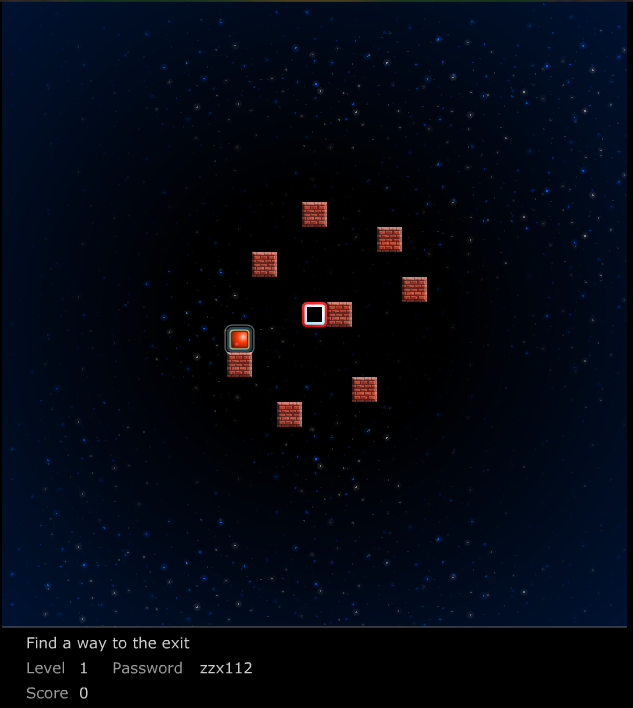 Find a way to the exit
Level 1 Password zzx112
Score 0